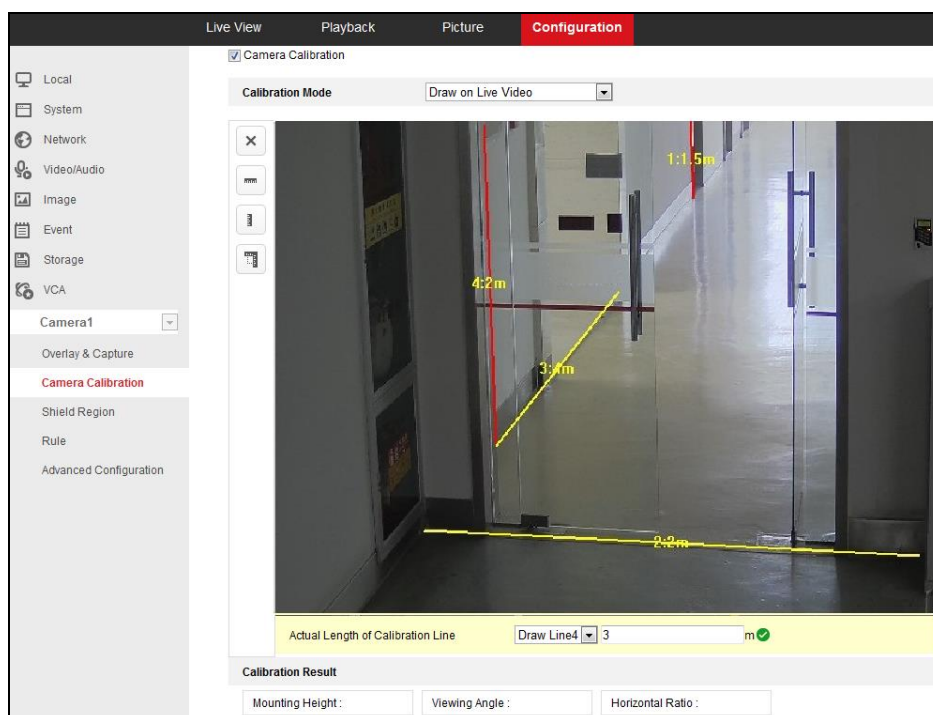 Live View Playback Picture Configuration
Camera Calibration
Local
System
Network
Video/Audio
Image
Event
Storage
VCA
Camera1
Overlay & Capture
Camera Calibration
Shield Region
Rule
Advanced Configuration
Calibration Mode Draw on Live Video
1:1.5m
4:2m
3:4m
2:2m
Actual Length of Calibration Line Draw Line4 3 m
Calibration Result
Mounting Height : Viewing Angle : Horizontal Ratio :